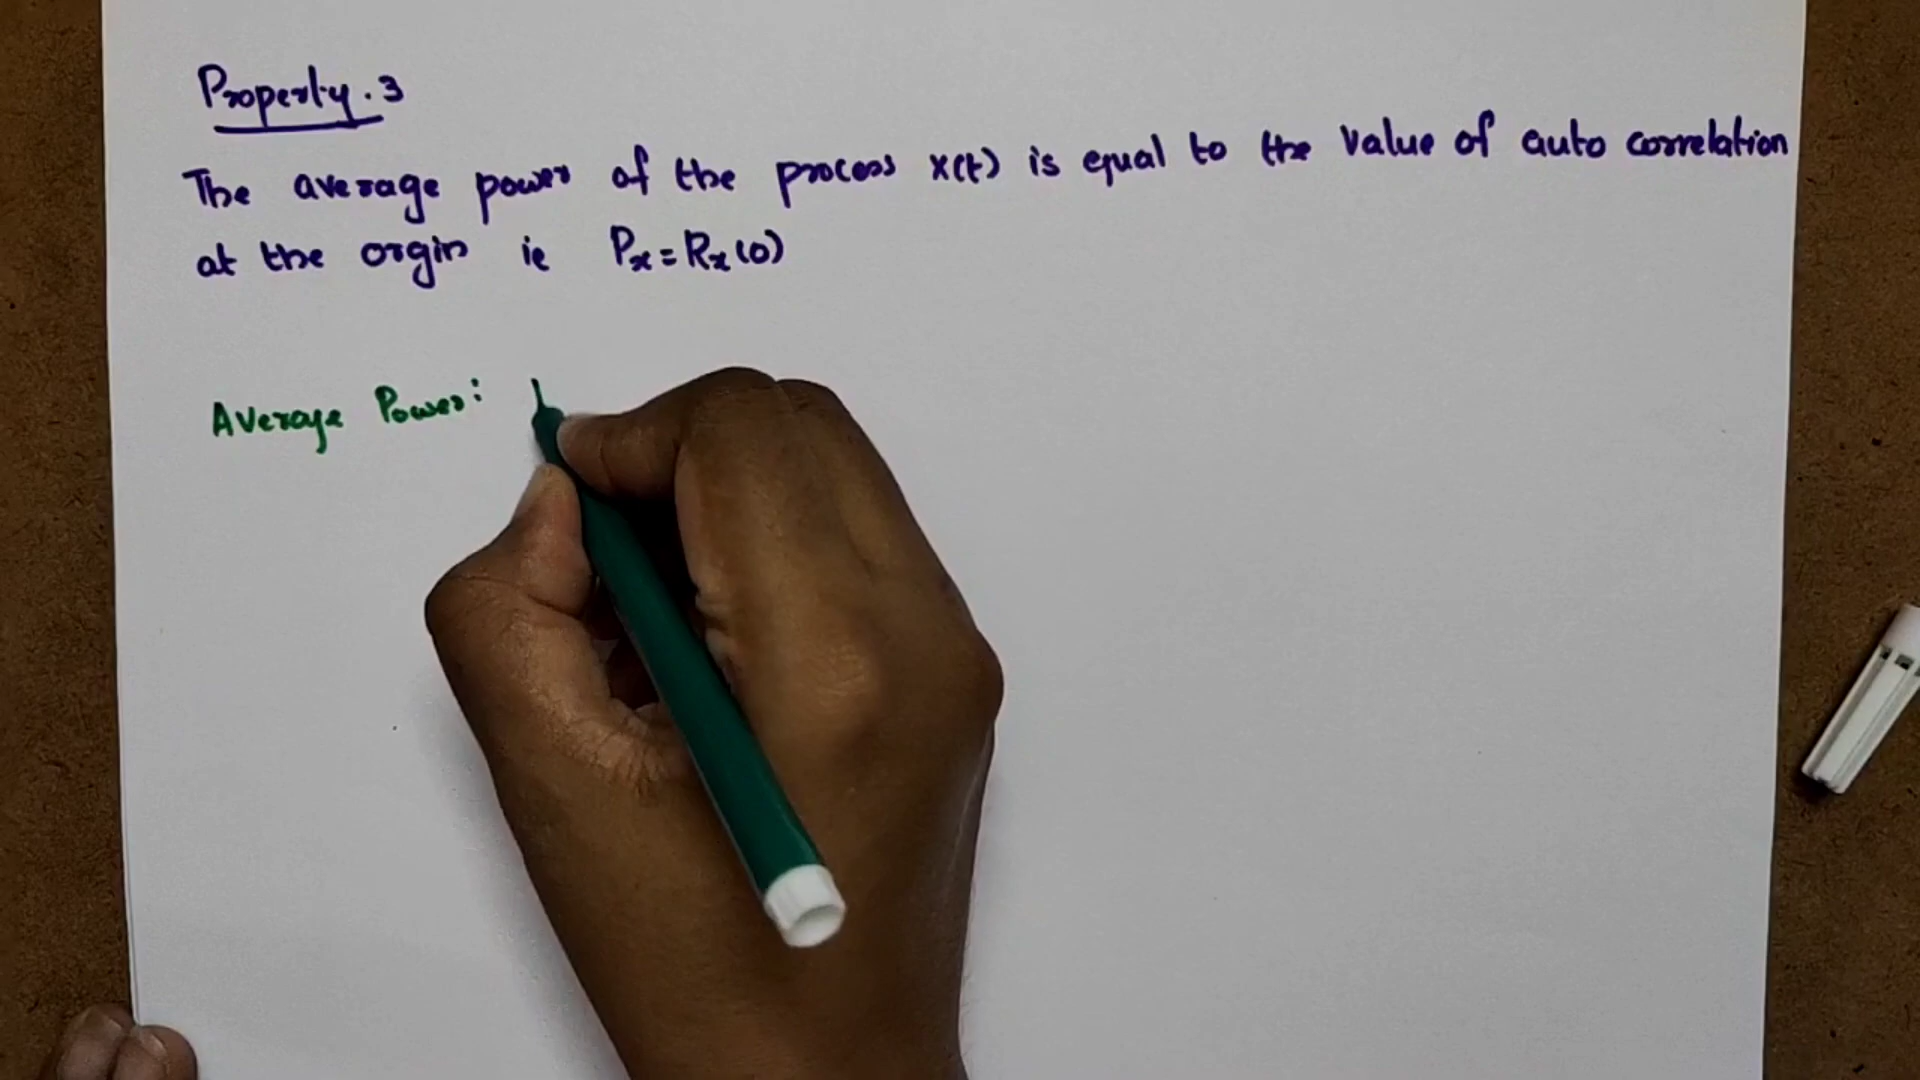 Property.3
The average power of the process x(t) is equal to the value of auto correlation
at the orgin ie Px = Rx(0)
Average Power: